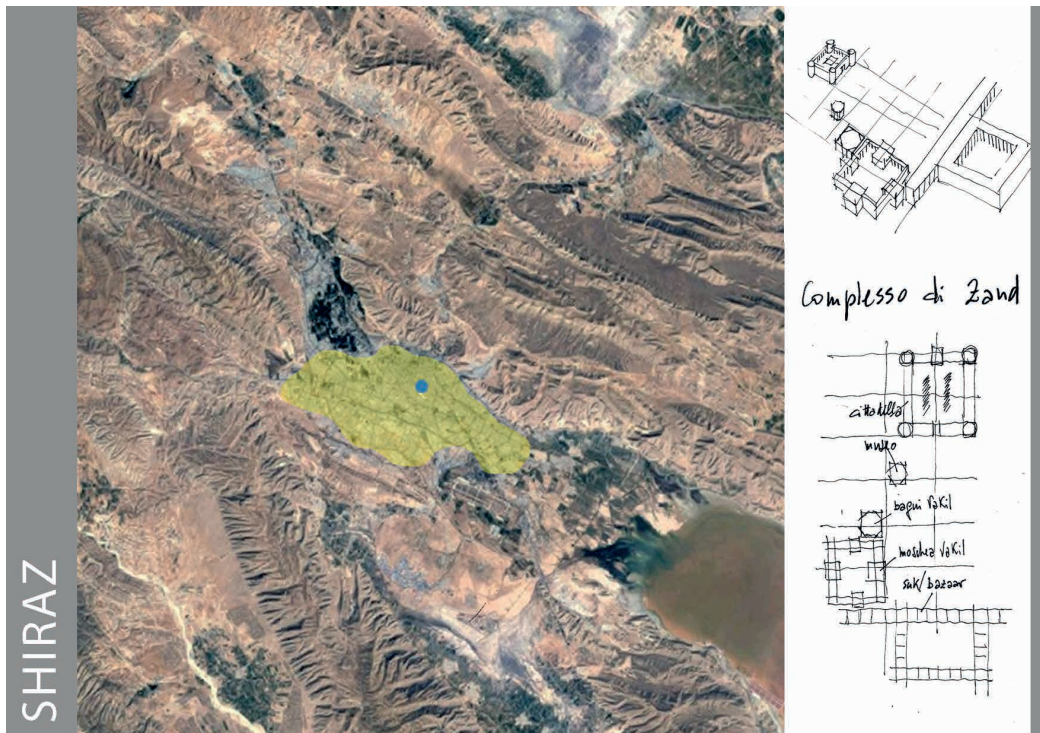 SHIRAZ
Complesso di Zand
cittadella
museo
bagni Vakil
moschea Vakil
suk/bazaar